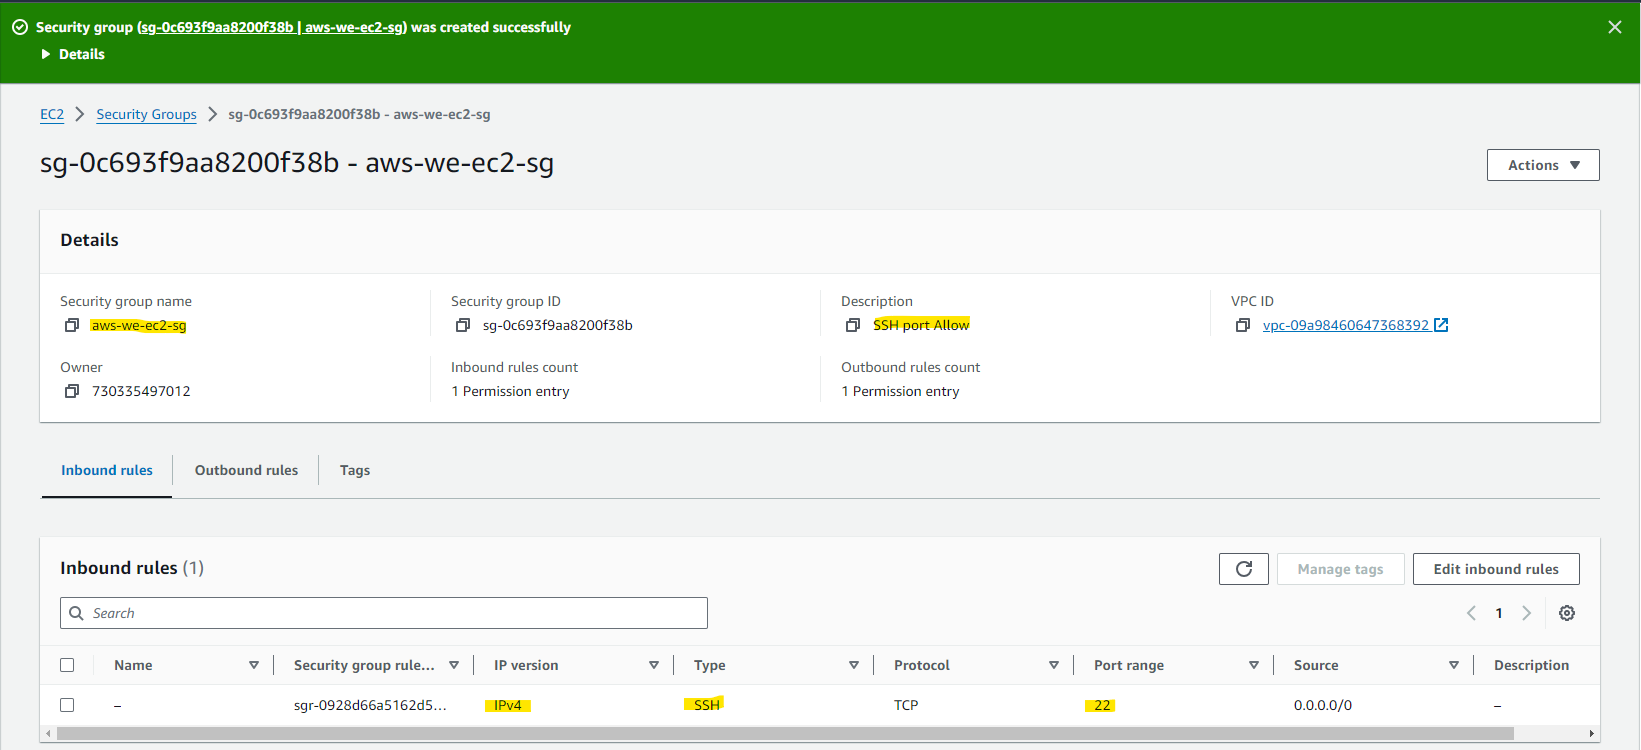 Security group (sg-0c693f9aa8200f38b | aws-we-ec2-sg) was created successfully
Details
EC2 Security Groups sg-0c693f9aa8200f38b - aws-we-ec2-sg
sg-0c693f9aa8200f38b - aws-we-ec2-sg
Actions
Details
Security group name Security group ID Description VPC ID
aws-we-ec2-sg sg-0c693f9aa8200f38b SSH port Allow vpc-09a98460647368392
Owner Inbound rules count Outbound rules count
730335497012 1 Permission entry 1 Permission entry
Inbound rules Outbound rules Tags
Inbound rules (1) Manage tags Edit inbound rules
Search 1
Name Security group rule... IP version Type Protocol Port range Source Description
– sgr-0928d66a5162d5... IPv4 SSH TCP 22 0.0.0.0/0 –